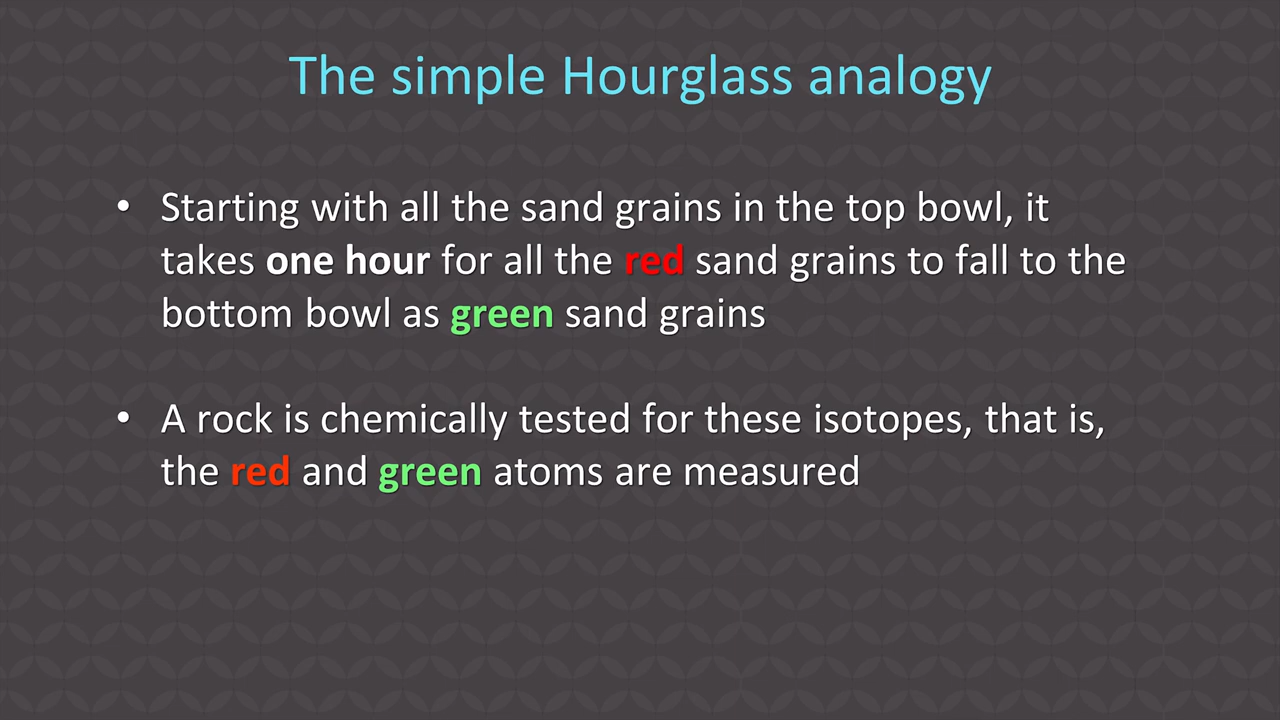 The simple Hourglass analogy
• Starting with all the sand grains in the top bowl, it
takes one hour for all the red sand grains to fall to the
bottom bowl as green sand grains
• A rock is chemically tested for these isotopes, that is,
the red and green atoms are measured